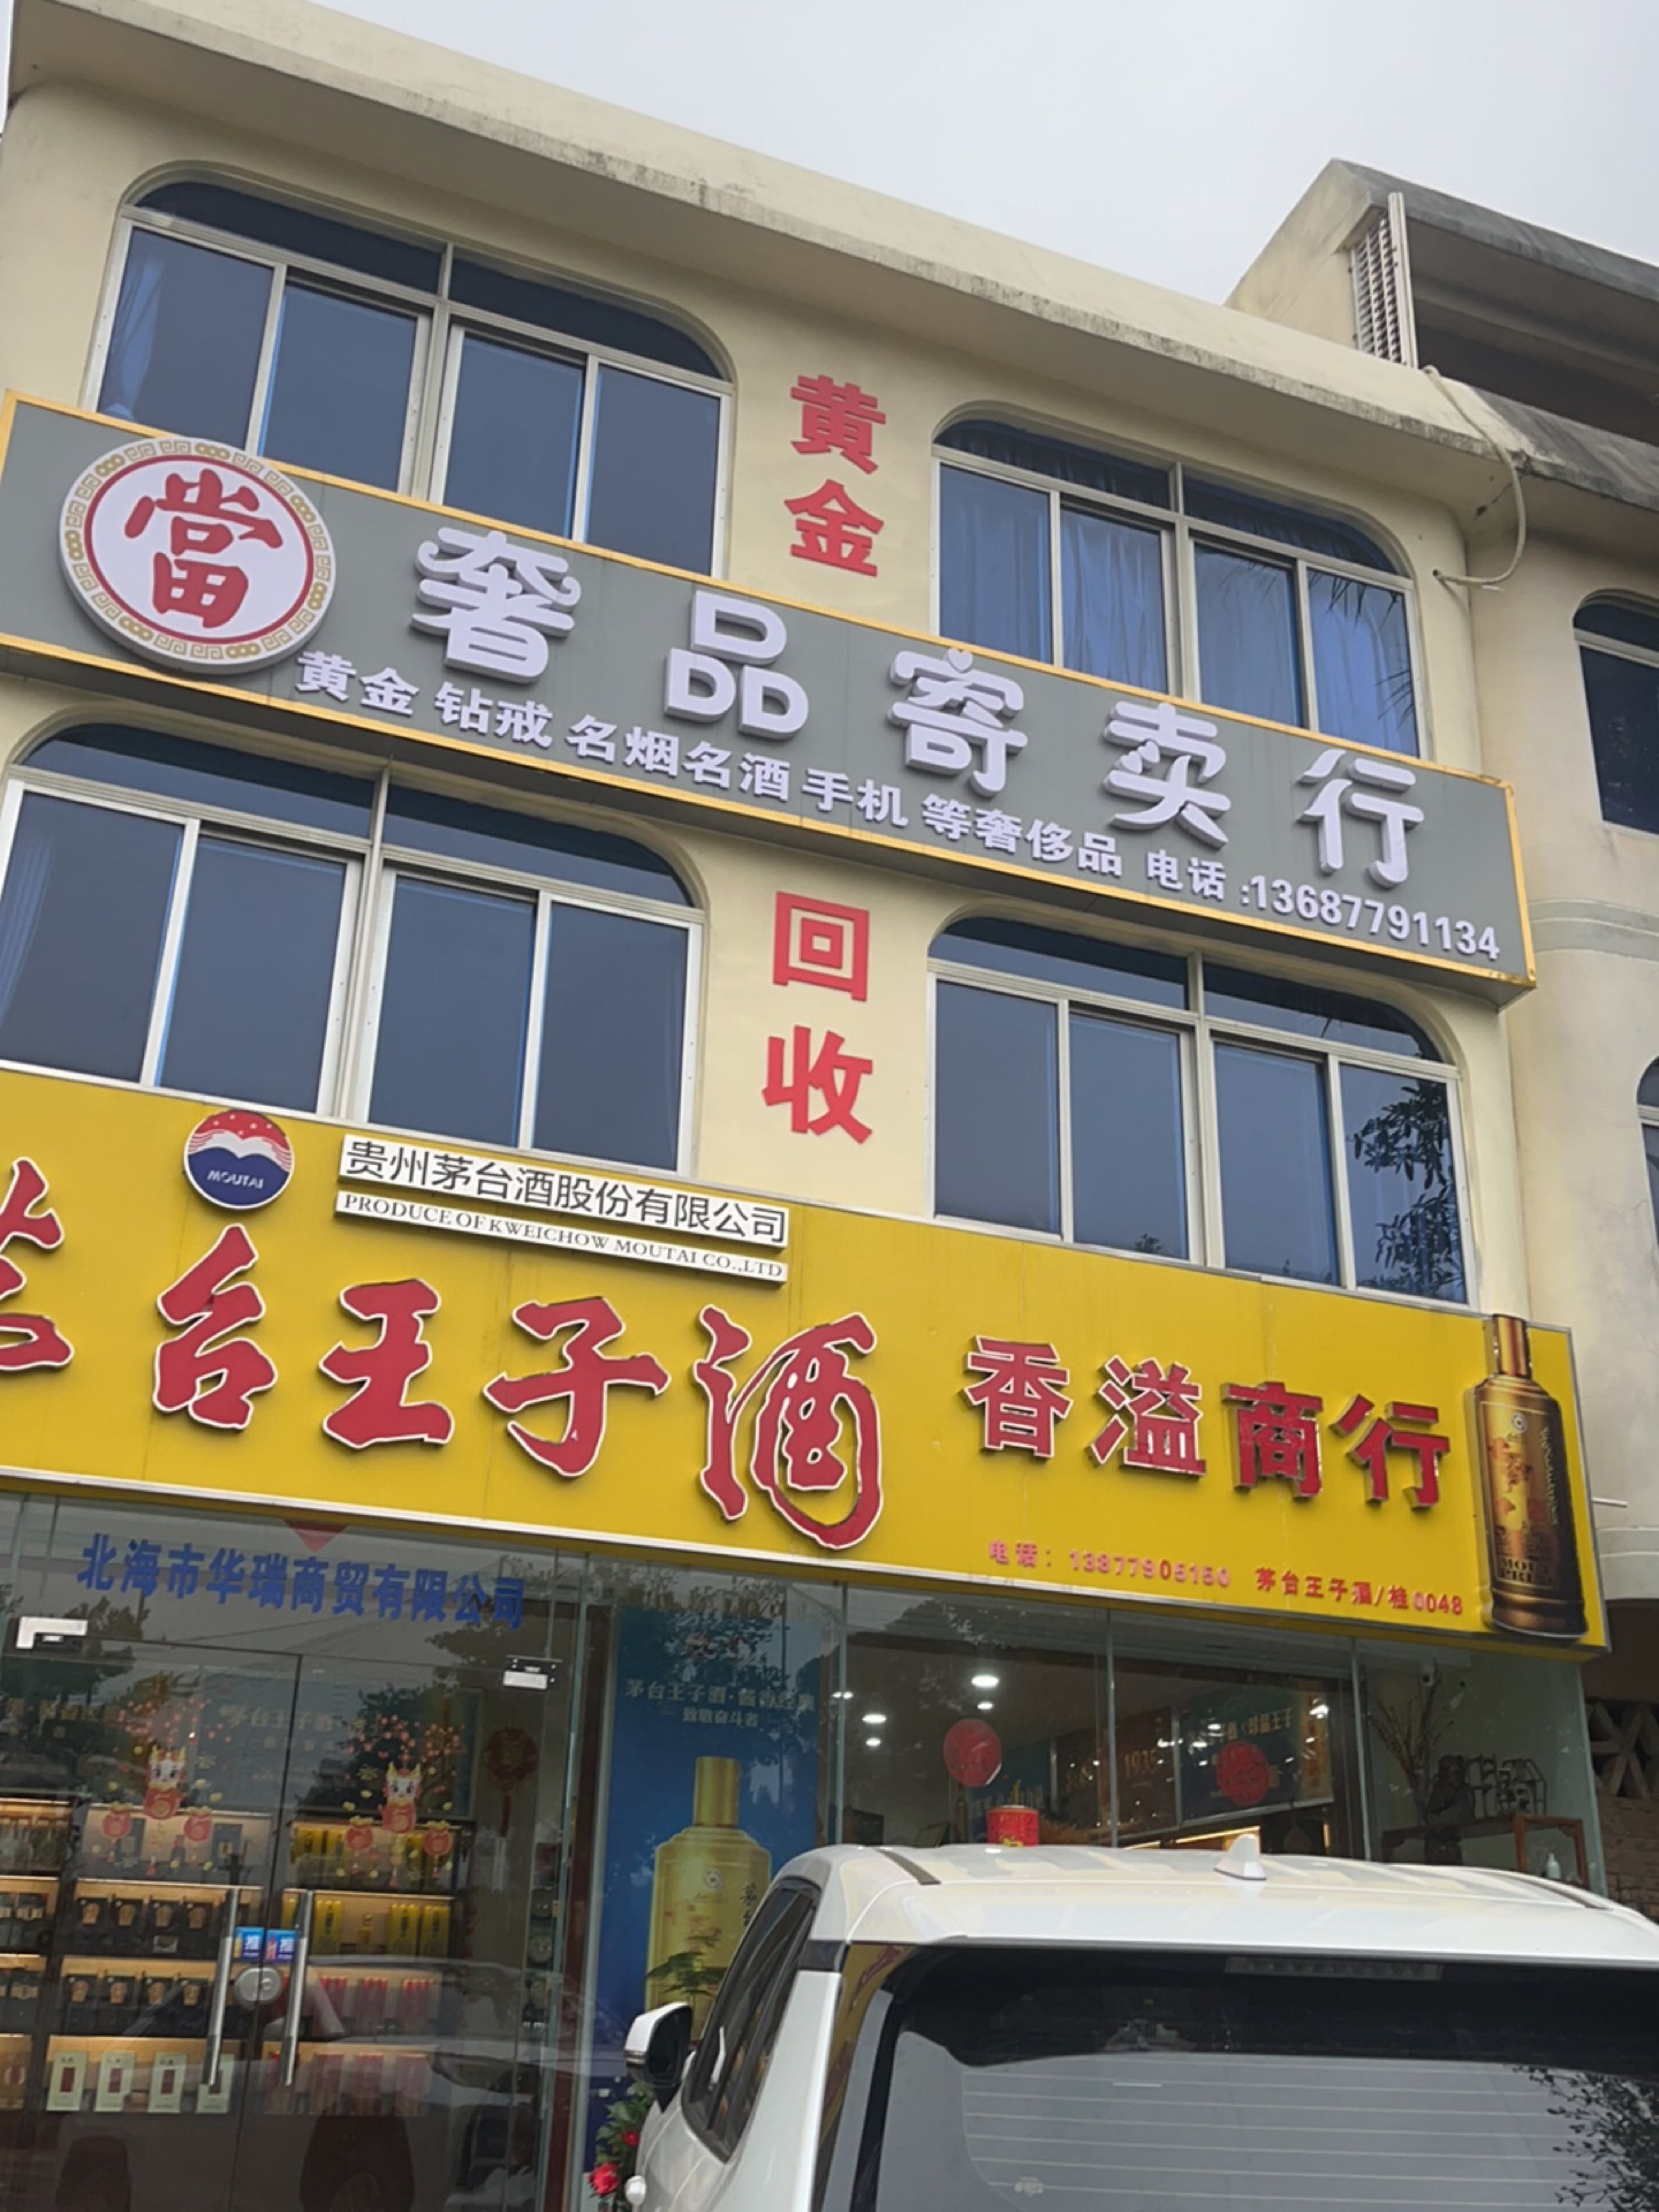 黄金
當
奢品寄卖行
黄金 钻戒 名烟名酒 手机 等奢侈品 电话:13687791134
回收
MOUTAI
贵州茅台酒股份有限公司
PRODUCE OF KWEICHOW MOUTAI CO.,LTD
茅台王子酒 香溢商行
电话：13877905150 茅台王子酒/桂0048
北海市华瑞商贸有限公司
推 推